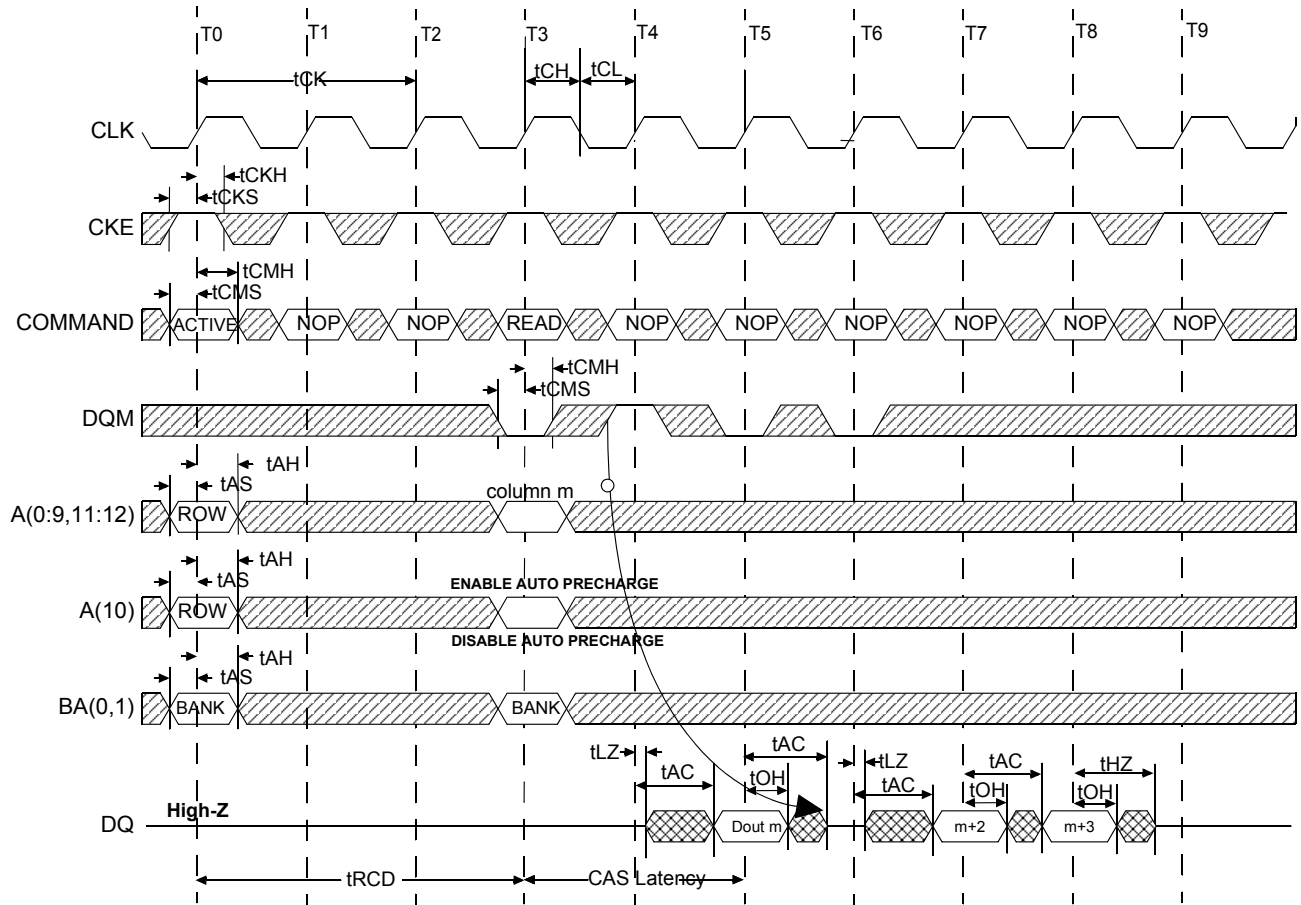 T0 T1 T2 T3 T4 T5 T6 T7 T8 T9
tCK tCH tCL
CLK
tCKH
tCKS
CKE
tCMH
tCMS
COMMAND ACTIVE NOP NOP READ NOP NOP NOP NOP NOP NOP
tCMH
tCMS
DQM
tAH
tAS
column m
A(0:9,11:12) ROW
tAH
tAS
ENABLE AUTO PRECHARGE
A(10) ROW
DISABLE AUTO PRECHARGE
tAH
tAS
BA(0,1) BANK BANK
tLZ tAC tAC tLZ tAC tAC tHZ
tOH tOH tOH
High-Z
DQ Dout m m+2 m+3
tRCD CAS Latency